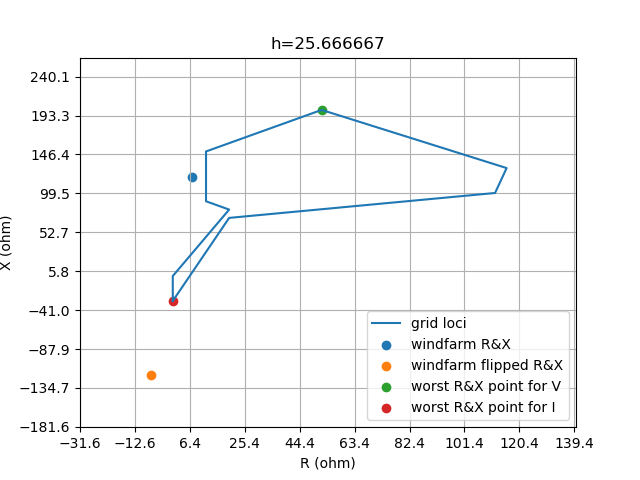 h=25.666667
240.1
193.3
146.4
99.5
52.7
5.8
−41.0
−87.9
−134.7
−181.6
X (ohm)
grid loci
windfarm R&X
windfarm flipped R&X
worst R&X point for V
worst R&X point for I
−31.6 −12.6 6.4 25.4 44.4 63.4 82.4 101.4 120.4 139.4
R (ohm)